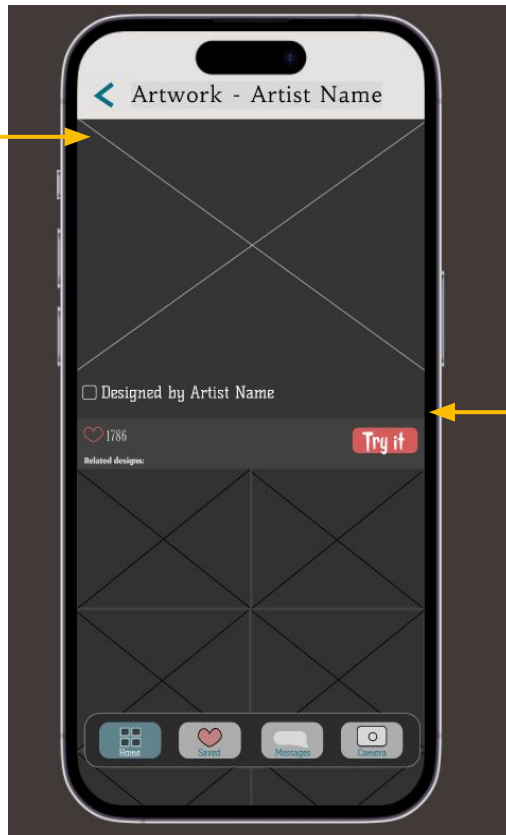 Artwork - Artist Name
Designed by Artist Name
1786
Try it
Related designs:
Home
Saved
Messages
Camera